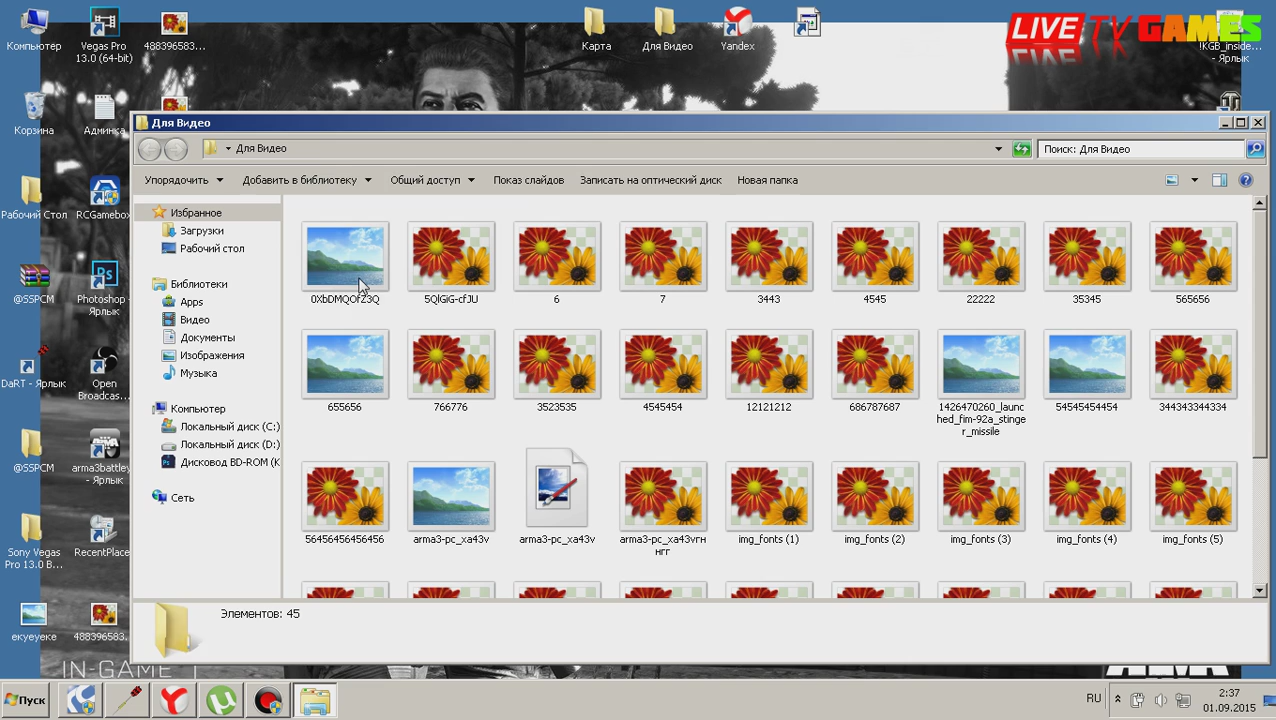 Компьютер
Vegas Pro
13.0 (64-bit)
488396583...
Карта
Для Видео
Yandex
LIVE TV GAMES
!KGB_inside...
- Ярлык
Корзина
Админка
Для Видео
Для Видео
Поиск: Для Видео
Упорядочить
Добавить в библиотеку
Общий доступ
Показ слайдов
Записать на оптический диск
Новая папка
Рабочий Стол
RCGamebox
Избранное
Загрузки
Рабочий стол
5QlGiG-cfJU
6
7
3443
4545
22222
35345
565656
@SSPCM
Photoshop -
Ярлык
Библиотеки
Apps
Видео
Документы
Изображения
Музыка
DaRT - Ярлык
Open
Broadcas...
655656
766776
3523535
4545454
12121212
686787687
1426470260_launc
hed_fim-92a_stinge
r_missile
54545454454
344343344334
Компьютер
Локальный диск (C:)
Локальный диск (D:)
Дисковод BD-ROM (K
@SSPCM
arma3battley
- Ярлык
Сеть
56456456456456
arma3-pc_xa43v
arma3-pc_xa43v
arma3-pc_xa43vгн
нгг
img_fonts (1)
img_fonts (2)
img_fonts (3)
img_fonts (4)
img_fonts (5)
Sony Vegas
Pro 13.0 B...
RecentPlace
Элементов: 45
екуеуеке
488396583...
IN-GAME
Пуск
RU
2:37
01.09.2015